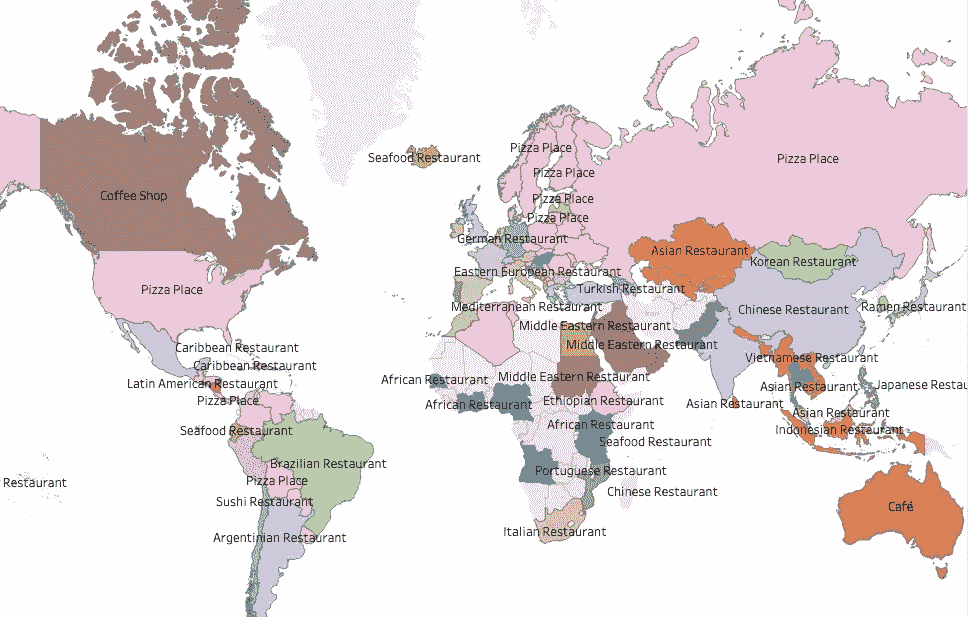 Pizza Place
Seafood Restaurant
Pizza Place
Coffee Shop
Pizza Place
Pizza Place
German Restaurant
Asian Restaurant
Korean Restaurant
Eastern European Restaurant
Pizza Place
Turkish Restaurant
Mediterranean Restaurant
Chinese Restaurant
Ramen Restaurant
Iran
Middle Eastern Restaurant
Middle Eastern Restaurant
Caribbean Restaurant
Vietnamese Restaurant
Caribbean Restaurant
African Restaurant
Middle Eastern Restaurant
Latin American Restaurant
Asian Restaurant
Japanese Restau
Pizza Place
African Restaurant
Ethiopian Restaurant
Asian Restaurant
Asian Restaurant
Seafood Restaurant
African Restaurant
Indonesian Restaurant
Seafood Restaurant
Brazilian Restaurant
Portuguese Restaurant
Pizza Place
Restaurant
Chinese Restaurant
Sushi Restaurant
Café
Argentinian Restaurant
Italian Restaurant
Pizza Place